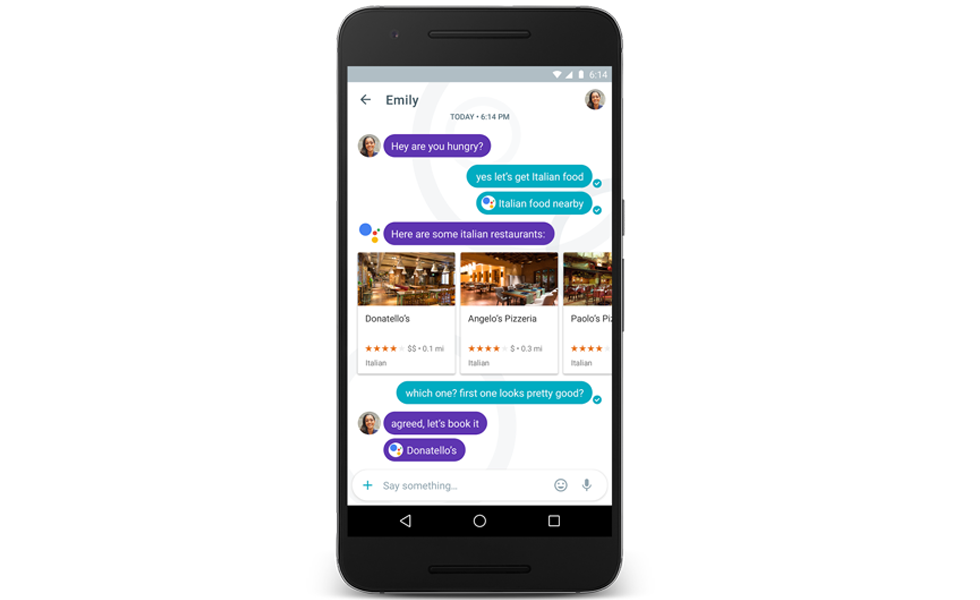 6:14
Emily
TODAY • 6:14 PM
Hey are you hungry?
yes let's get Italian food
Italian food nearby
Here are some italian restaurants:
Donatello's
$$ • 0.1 mi
Italian
Angelo's Pizzeria
$ • 0.3 mi
Italian
Paolo's Piz
Italian
which one? first one looks pretty good?
agreed, let's book it
Donatello's
Say something...